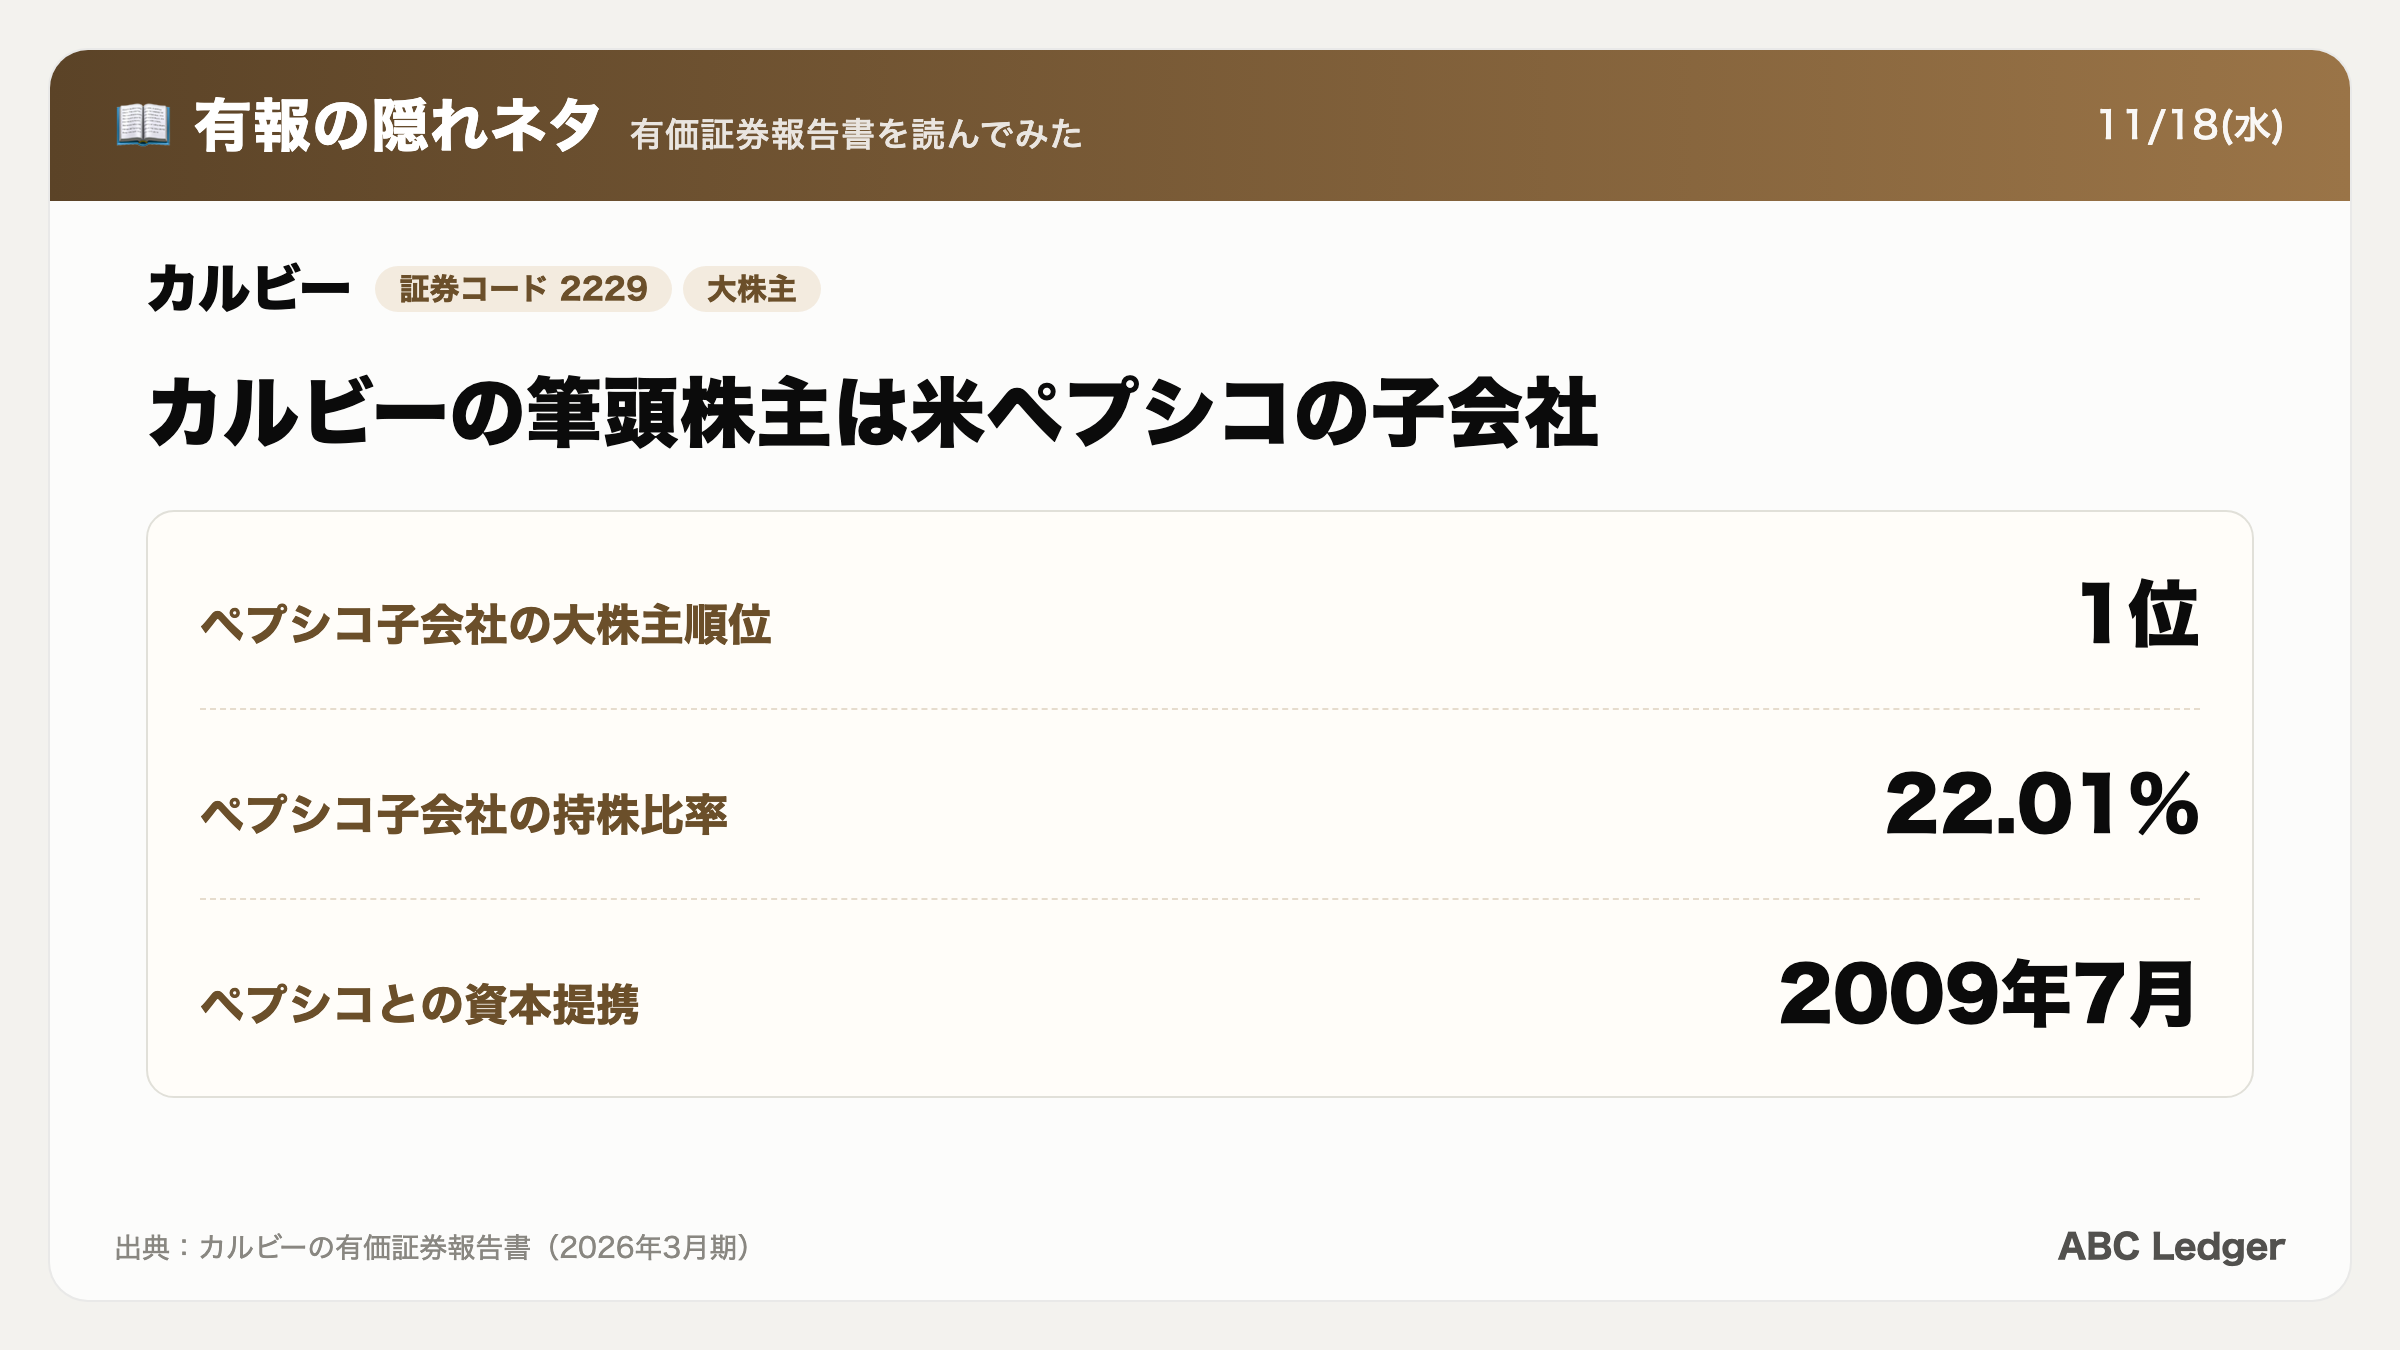 有報の隠れネタ 有価証券報告書を読んでみた 11/18(水)
カルビー 証券コード 2229 大株主
カルビーの筆頭株主は米ペプシコの子会社
ペプシコ子会社の大株主順位 1位
ペプシコ子会社の持株比率 22.01%
ペプシコとの資本提携 2009年7月
出典：カルビーの有価証券報告書（2026年3月期） ABC Ledger